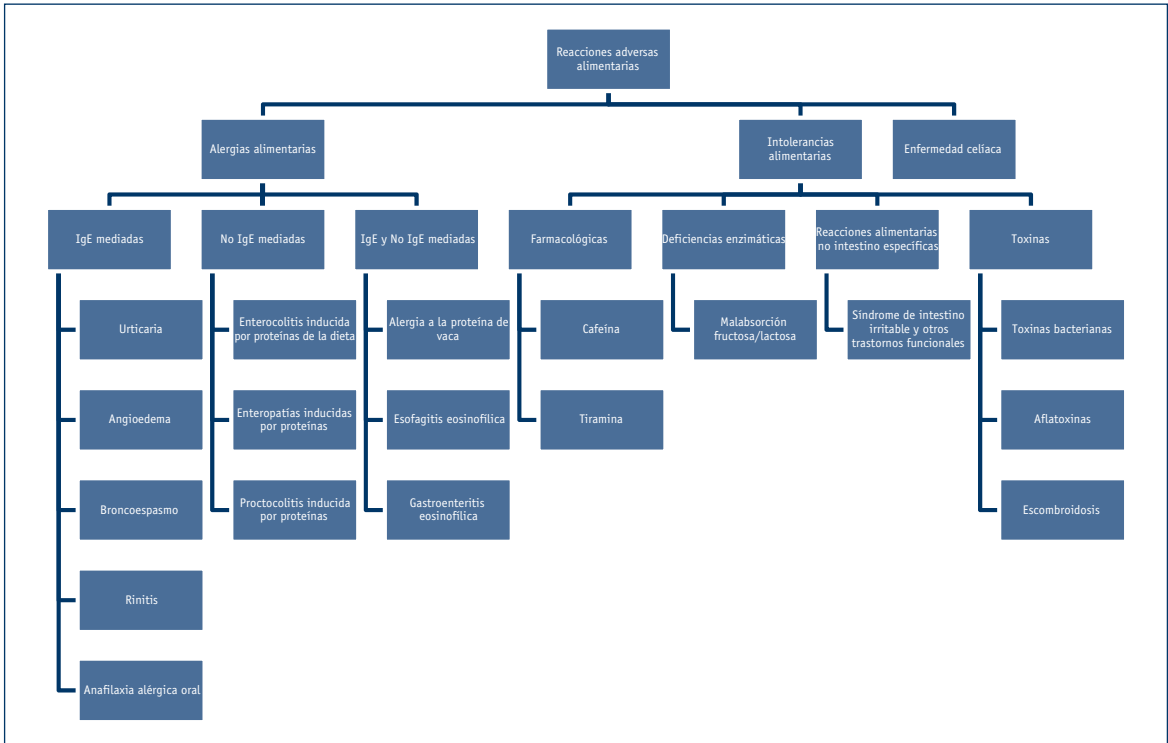 Reacciones adversas
alimentarias
Alergias alimentarias
Intolerancias
alimentarias
Enfermedad celíaca
IgE mediadas
No IgE mediadas
IgE y No IgE mediadas
Farmacológicas
Deficiencias enzimáticas
Reacciones alimentarias
no intestino específicas
Toxinas
Urticaria
Enterocolitis inducida
por proteínas de la dieta
Alergia a la proteína de
vaca
Cafeína
Malabsorción
fructosa/lactosa
Síndrome de intestino
irritable y otros
trastornos funcionales
Toxinas bacterianas
Angioedema
Enteropatías inducidas
por proteínas
Esofagitis eosinofílica
Tiramina
Aflatoxinas
Broncoespasmo
Proctocolitis inducida
por proteínas
Gastroenteritis
eosinofílica
Escombroidosis
Rinitis
Anafilaxia alérgica oral